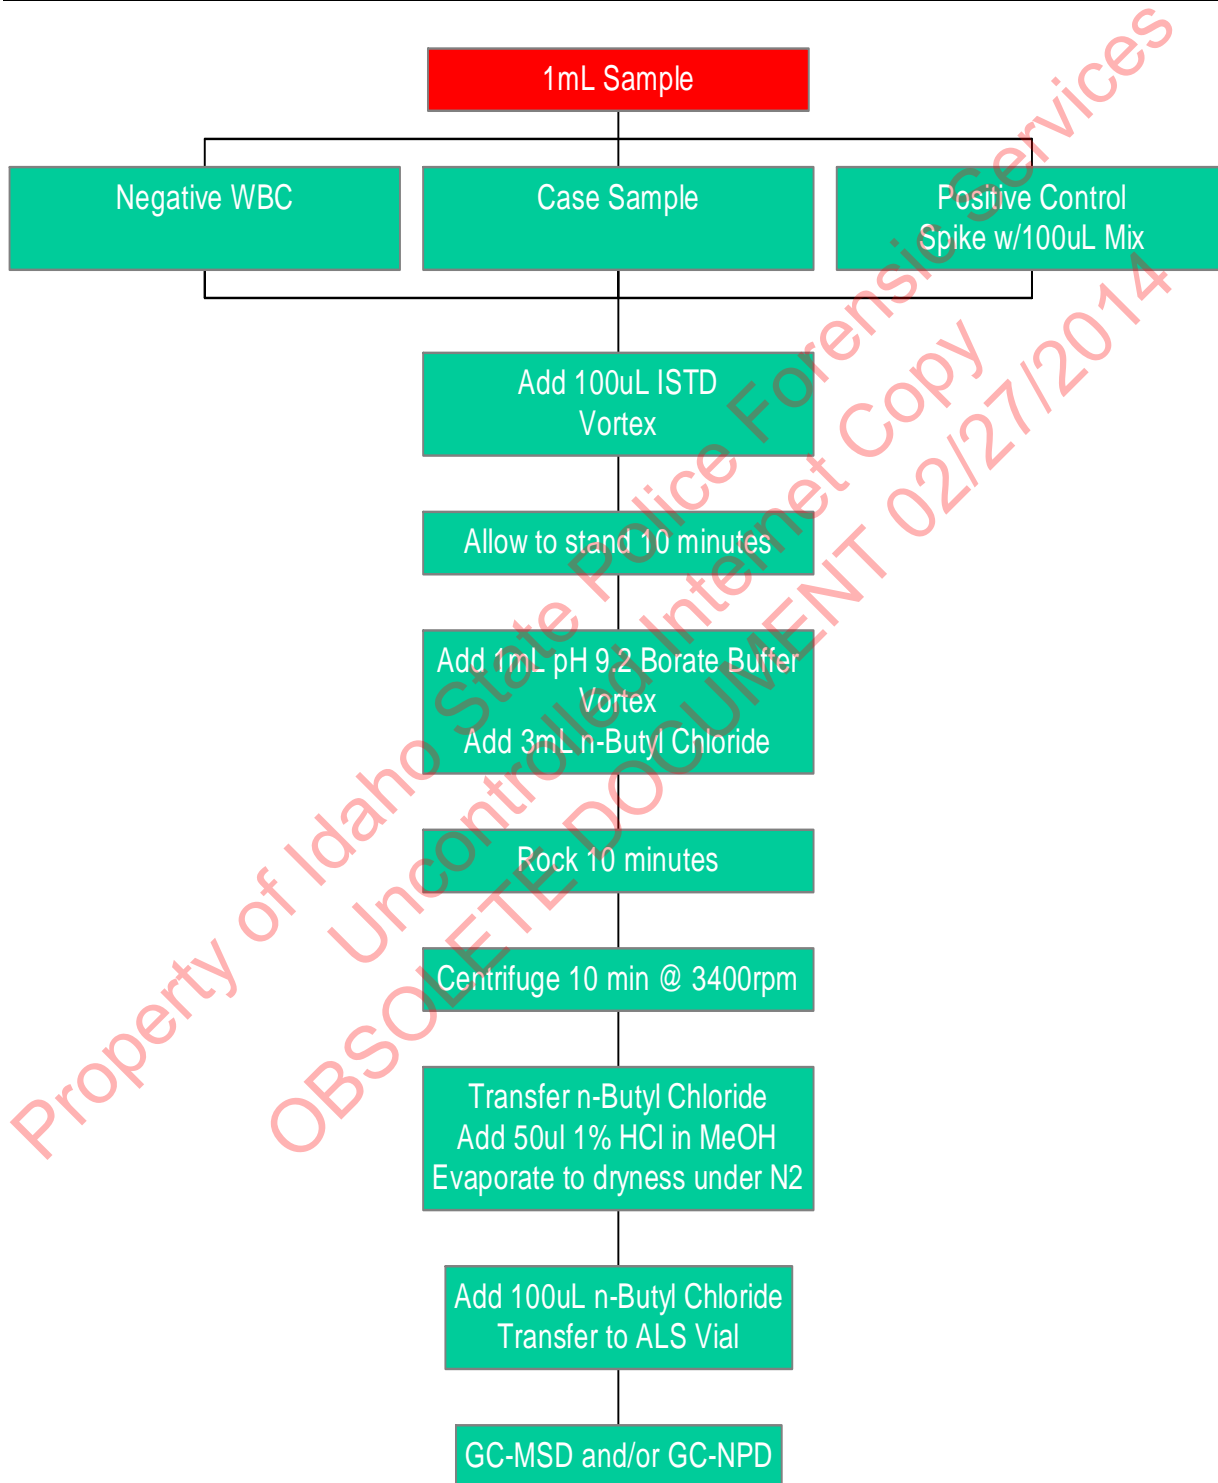 1mL Sample
Negative WBC
Case Sample
Positive Control
Spike w/100uL Mix
Add 100uL ISTD
Vortex
Allow to stand 10 minutes
Add 1mL pH 9.2 Borate Buffer
Vortex
Add 3mL n-Butyl Chloride
Rock 10 minutes
Centrifuge 10 min @ 3400rpm
Transfer n-Butyl Chloride
Add 50ul 1% HCl in MeOH
Evaporate to dryness under N2
Add 100uL n-Butyl Chloride
Transfer to ALS Vial
GC-MSD and/or GC-NPD
Property of Idaho State Police Forensic Services
Uncontrolled Internet Copy
OBSOLETE DOCUMENT 02/27/2014